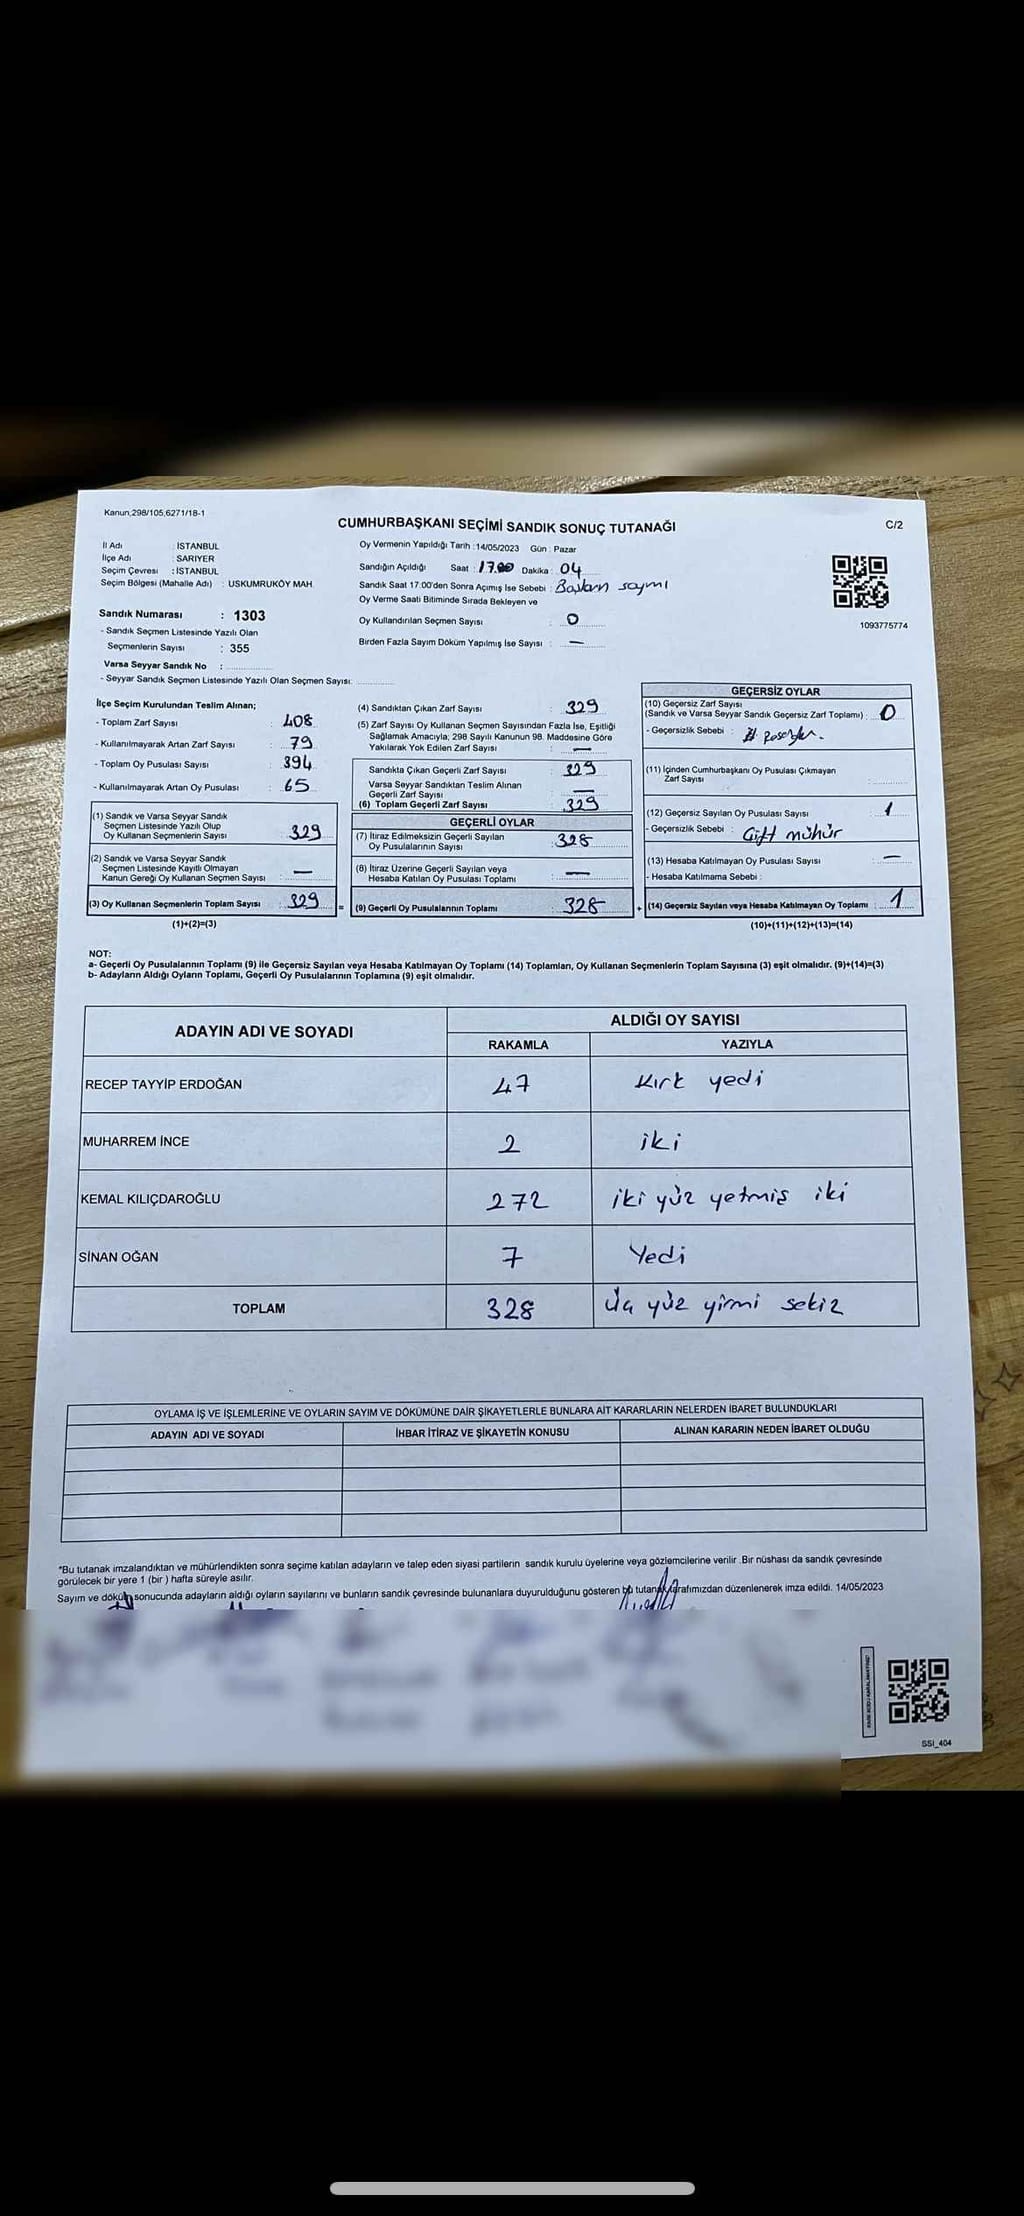 Kanun,298/105,6271/18-1
CUMHURBAŞKANI SEÇİMİ SANDIK SONUÇ TUTANAĞI
C/2
İl Adı : İSTANBUL
İlçe Adı : SARIYER
Seçim Çevresi : İSTANBUL
Seçim Bölgesi (Mahalle Adı) : USKUMRUKÖY MAH.
Sandık Numarası : 1303
- Sandık Seçmen Listesinde Yazılı Olan
Seçmenlerin Sayısı : 355
Varsa Seyyar Sandık No :
- Seyyar Sandık Seçmen Listesinde Yazılı Olan Seçmen Sayısı:
Oy Vermenin Yapıldığı Tarih :14/05/2023 Gün : Pazar
Sandığın Açıldığı Saat : 17.00 Dakika : 04
Sandık Saat 17.00'den Sonra Açımış İse Sebebi :
Oy Verme Saati Bitiminde Sırada Bekleyen ve
Oy Kullandırılan Seçmen Sayısı : 0
Birden Fazla Sayım Döküm Yapılmış İse Sayısı : —
1093775774
İlçe Seçim Kurulundan Teslim Alınan;
- Toplam Zarf Sayısı : 408
- Kullanılmayarak Artan Zarf Sayısı : 79
- Toplam Oy Pusulası Sayısı : 394
- Kullanılmayarak Artan Oy Pusulası : 65
(1) Sandık ve Varsa Seyyar Sandık
Seçmen Listesinde Yazılı Olup
Oy Kullanan Seçmenlerin Sayısı : 329
(2) Sandık ve Varsa Seyyar Sandık
Seçmen Listesinde Kayıtlı Olmayan
Kanun Gereği Oy Kullanan Seçmen Sayısı : —
(3) Oy Kullanan Seçmenlerin Toplam Sayısı : 329
(1)+(2)=(3)
=
(4) Sandıktan Çıkan Zarf Sayısı : 329
(5) Zarf Sayısı Oy Kullanan Seçmen Sayısından Fazla İse, Eşitliği
Sağlamak Amacıyla; 298 Sayılı Kanunun 98. Maddesine Göre
Yakılarak Yok Edilen Zarf Sayısı : —
Sandıkta Çıkan Geçerli Zarf Sayısı : 329
Varsa Seyyar Sandıktan Teslim Alınan
Geçerli Zarf Sayısı : —
(6) Toplam Geçerli Zarf Sayısı : 329
GEÇERLİ OYLAR
(7) İtiraz Edilmeksizin Geçerli Sayılan
Oy Pusulalarının Sayısı : 328
(8) İtiraz Üzerine Geçerli Sayılan veya
Hesaba Katılan Oy Pusulası Toplamı : —
(9) Geçerli Oy Pusulalarının Toplamı : 328
+
GEÇERSİZ OYLAR
(10) Geçersiz Zarf Sayısı
(Sandık ve Varsa Seyyar Sandık Geçersiz Zarf Toplamı) : 0
- Geçersizlik Sebebi :
(11) İçinden Cumhurbaşkanı Oy Pusulası Çıkmayan
Zarf Sayısı :
(12) Geçersiz Sayılan Oy Pusulası Sayısı : 1
- Geçersizlik Sebebi : Çift mühür
(13) Hesaba Katılmayan Oy Pusulası Sayısı : —
- Hesaba Katılmama Sebebi :
(14) Geçersiz Sayılan veya Hesaba Katılmayan Oy Toplamı : 1
(10)+(11)+(12)+(13)=(14)
NOT:
a- Geçerli Oy Pusulalarının Toplamı (9) ile Geçersiz Sayılan veya Hesaba Katılmayan Oy Toplamı (14) Toplamları, Oy Kullanan Seçmenlerin Toplam Sayısına (3) eşit olmalıdır. (9)+(14)=(3)
b- Adayların Aldığı Oyların Toplamı, Geçerli Oy Pusulalarının Toplamına (9) eşit olmalıdır.
ADAYIN ADI VE SOYADI
ALDIĞI OY SAYISI
RAKAMLA YAZIYLA
RECEP TAYYİP ERDOĞAN 47 Kırk yedi
MUHARREM İNCE 2 iki
KEMAL KILIÇDAROĞLU 272 iki yüz yetmiş iki
SİNAN OĞAN 7 Yedi
TOPLAM 328 Üç yüz yirmi sekiz
OYLAMA İŞ VE İŞLEMLERİNE VE OYLARIN SAYIM VE DÖKÜMÜNE DAİR ŞİKAYETLERLE BUNLARA AİT KARARLARIN NELERDEN İBARET BULUNDUKLARI
ADAYIN ADI VE SOYADI İHBAR İTİRAZ VE ŞİKAYETİN KONUSU ALINAN KARARIN NEDEN İBARET OLDUĞU
*Bu tutanak imzalandıktan ve mühürlendikten sonra seçime katılan adayların ve talep eden siyasi partilerin sandık kurulu üyelerine veya gözlemcilerine verilir .Bir nüshası da sandık çevresinde
görülecek bir yere 1 (bir ) hafta süreyle asılır.
Sayım ve döküm sonucunda adayların aldığı oyların sayılarını ve bunların sandık çevresinde bulunanlara duyurulduğunu gösteren bu tutanak tarafımızdan düzenlenerek imza edildi. 14/05/2023
SSI_404